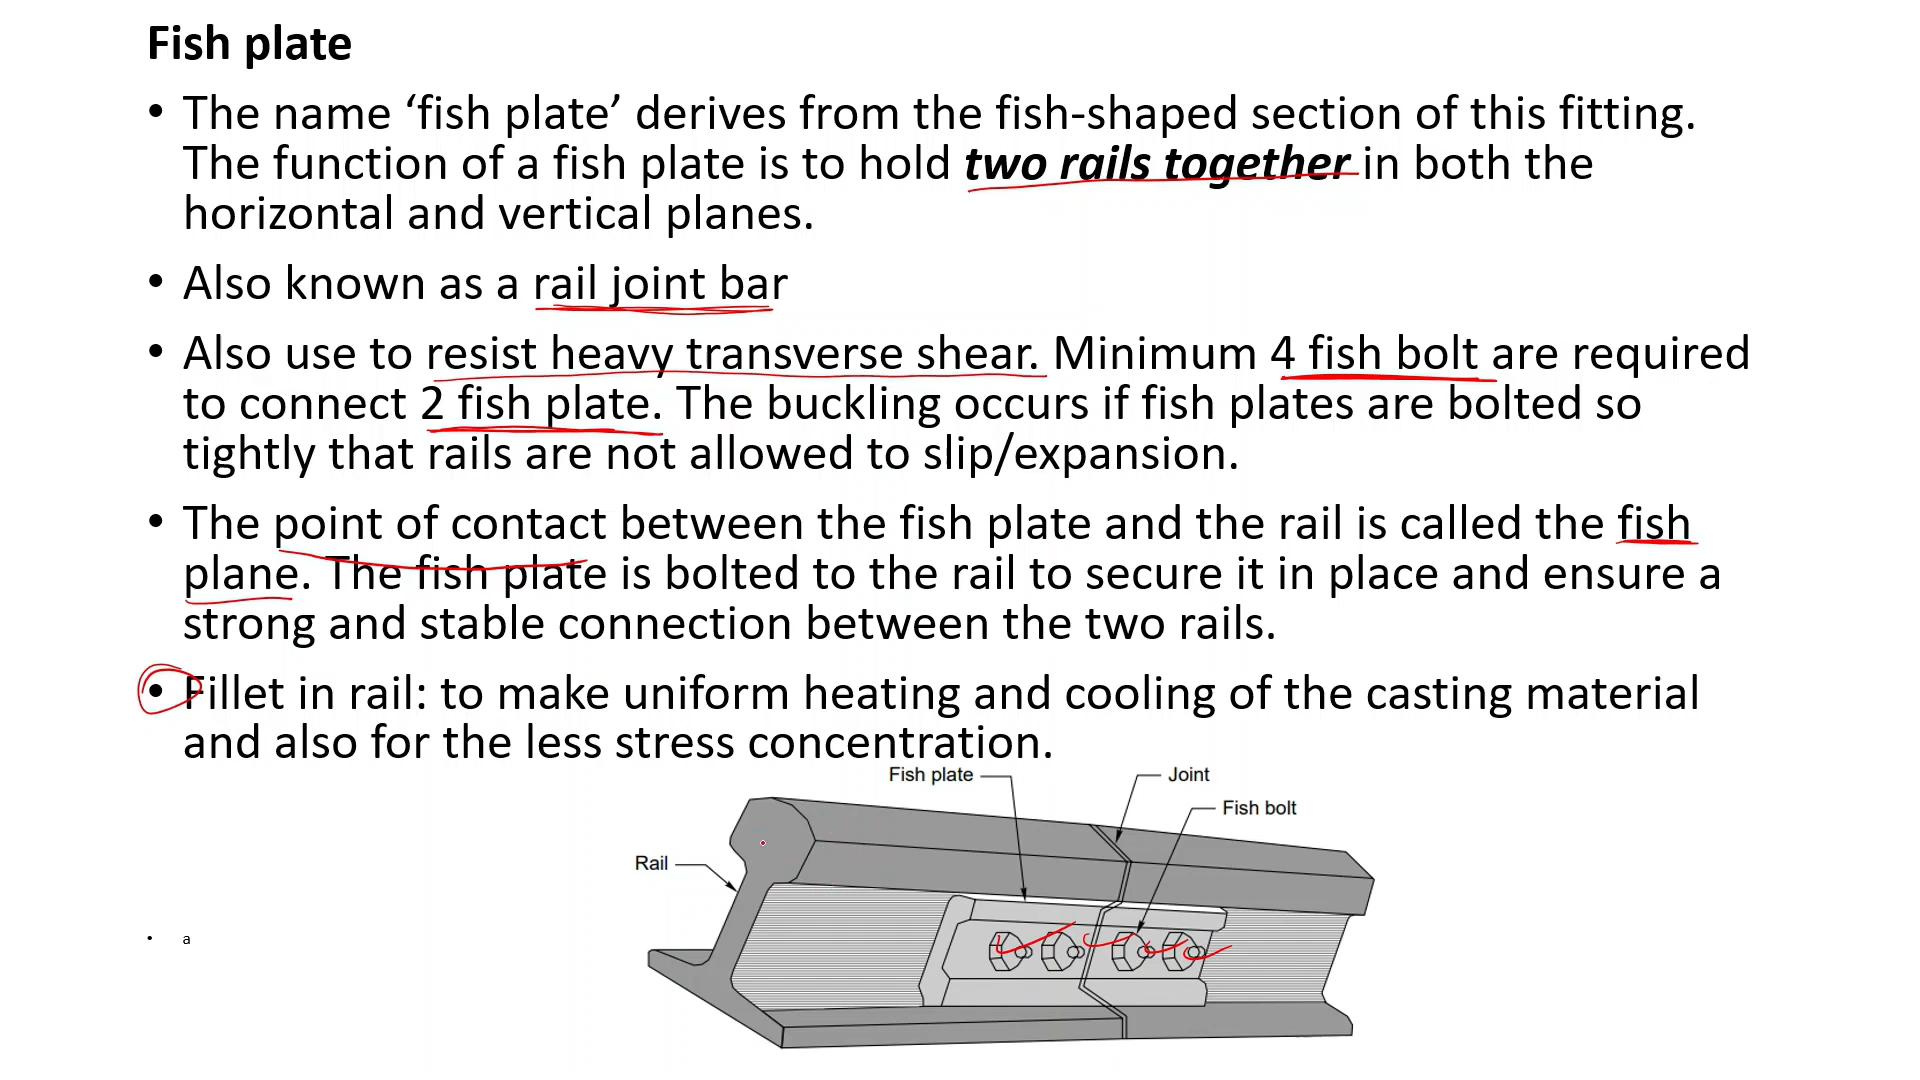 Fish plate
• The name ‘fish plate’ derives from the fish-shaped section of this fitting.
The function of a fish plate is to hold two rails together in both the
horizontal and vertical planes.
• Also known as a rail joint bar
• Also use to resist heavy transverse shear. Minimum 4 fish bolt are required
to connect 2 fish plate. The buckling occurs if fish plates are bolted so
tightly that rails are not allowed to slip/expansion.
• The point of contact between the fish plate and the rail is called the fish
plane. The fish plate is bolted to the rail to secure it in place and ensure a
strong and stable connection between the two rails.
• Fillet in rail: to make uniform heating and cooling of the casting material
and also for the less stress concentration.
Fish plate
Joint
Fish bolt
Rail
• a